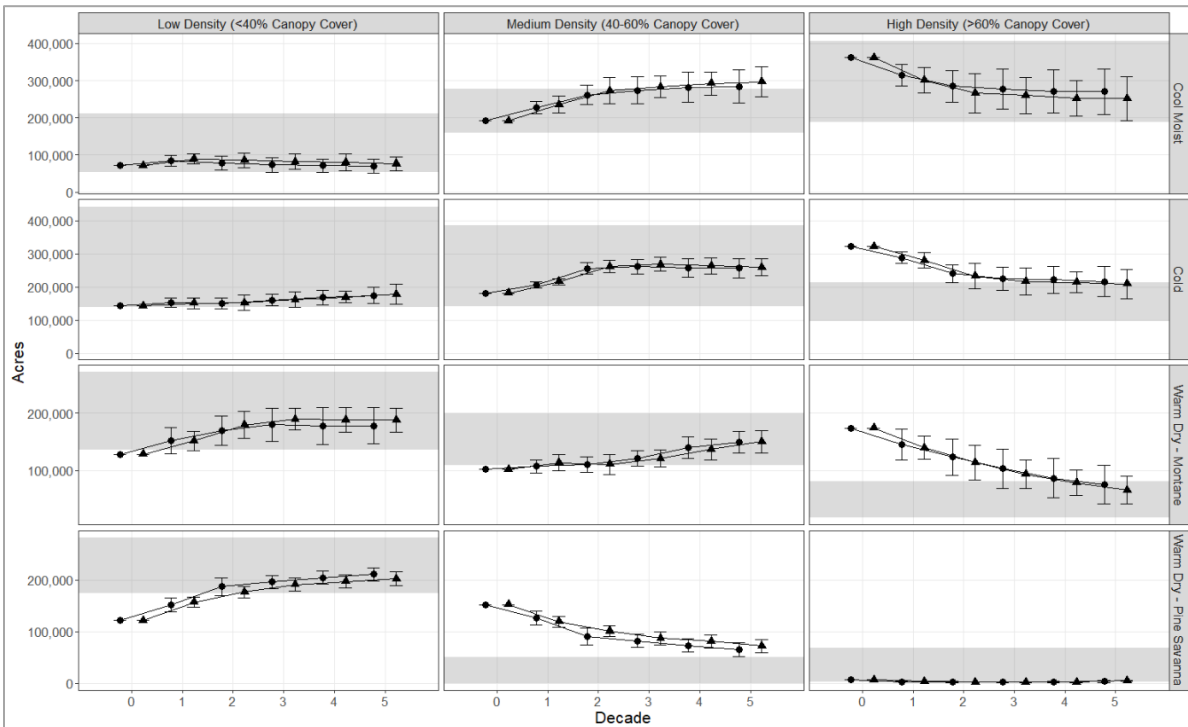 Low Density (<40% Canopy Cover)
Medium Density (40-60% Canopy Cover)
High Density (>60% Canopy Cover)
400,000
300,000
200,000
100,000
0
Cool Moist
400,000
300,000
200,000
100,000
0
Cold
200,000
100,000
Warm Dry - Montane
200,000
100,000
0
Warm Dry - Pine Savanna
Acres
0 1 2 3 4 5
0 1 2 3 4 5
0 1 2 3 4 5
Decade